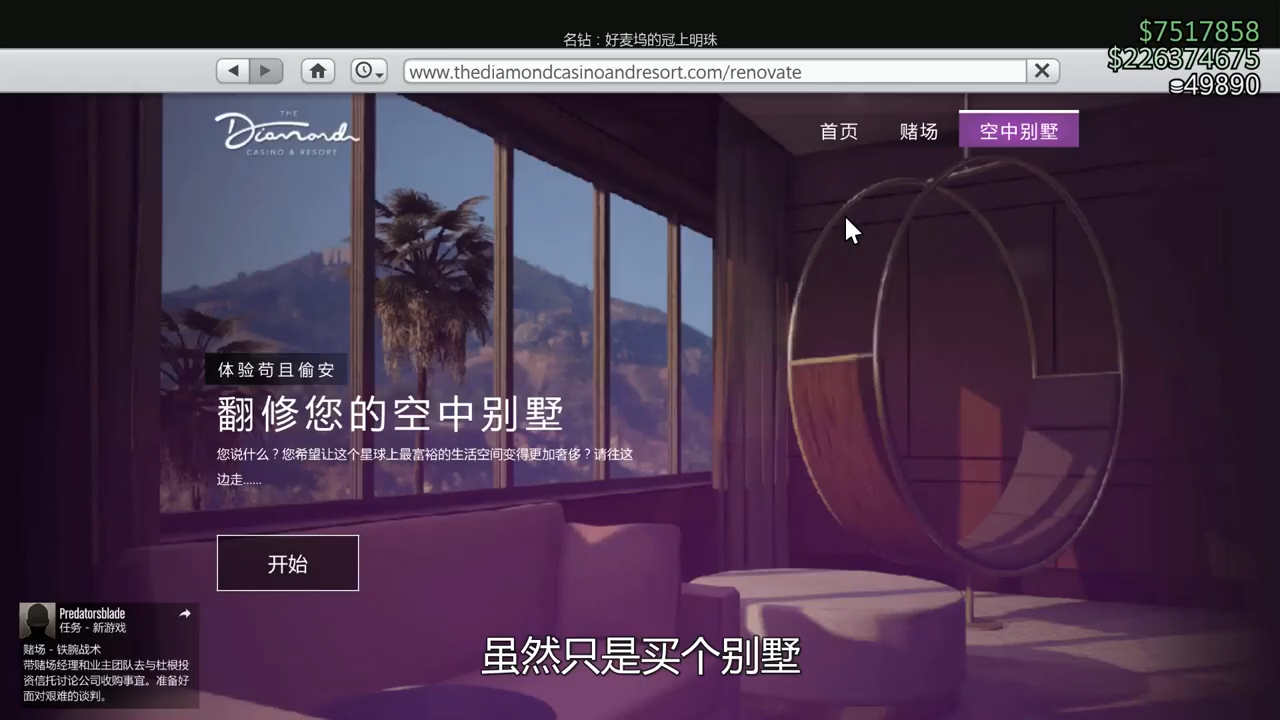 名钻：好麦坞的冠上明珠
$7517858
$226374675
49890
www.thediamondcasinoandresort.com/renovate
THE
Diamond
CASINO & RESORT
首页
赌场
空中别墅
体验苟且偷安
翻修您的空中别墅
您说什么？您希望让这个星球上最富裕的生活空间变得更加奢侈？请往这
边走......
开始
Predatorsblade
任务 - 新游戏
赌场 - 铁腕战术
带赌场经理和业主团队去与杜根投
资信托讨论公司收购事宜。准备好
面对艰难的谈判。
虽然只是买个别墅